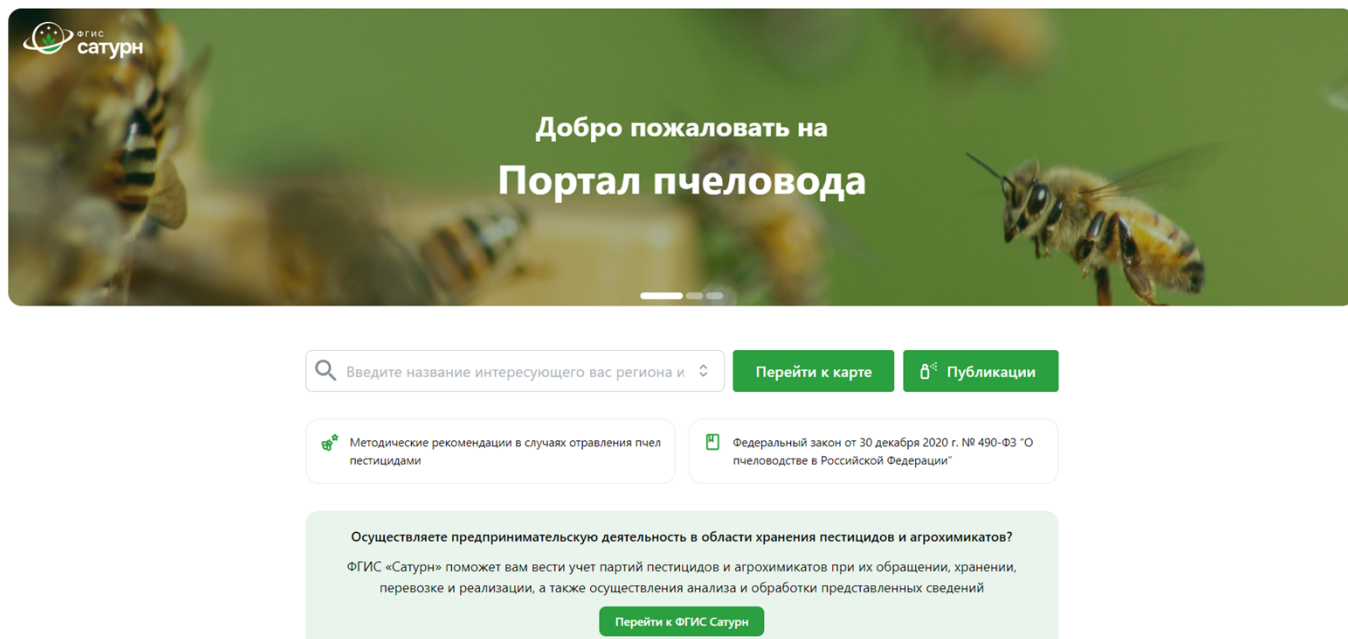 ФГИС
сатурн
Добро пожаловать на
Портал пчеловода
Введите название интересующего вас региона и
Перейти к карте
Публикации
Методические рекомендации в случаях отравления пчел
пестицидами
Федеральный закон от 30 декабря 2020 г. № 490-ФЗ "О
пчеловодстве в Российской Федерации"
Осуществляете предпринимательскую деятельность в области хранения пестицидов и агрохимикатов?
ФГИС «Сатурн» поможет вам вести учет партий пестицидов и агрохимикатов при их обращении, хранении,
перевозке и реализации, а также осуществления анализа и обработки представленных сведений
Перейти к ФГИС Сатурн